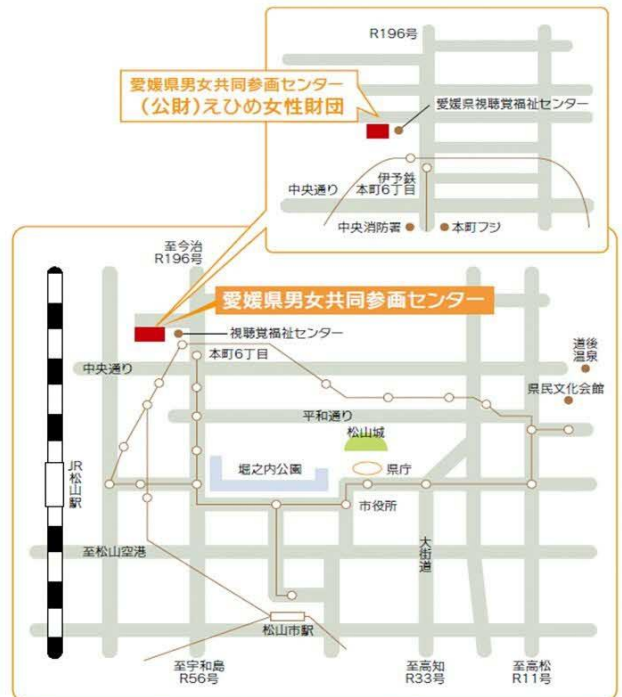 R196号
愛媛県男女共同参画センター
(公財)えひめ女性財団
愛媛県視聴覚福祉センター
伊予鉄
本町6丁目
中央通り
中央消防署
本町フジ
至今治
R196号
愛媛県男女共同参画センター
視聴覚福祉センター
本町6丁目
道後
温泉
中央通り
県民文化会館
平和通り
松山城
JR松山駅
堀之内公園
県庁
市役所
大街道
至松山空港
松山市駅
至宇和島
R56号
至高知
R33号
至高松
R11号